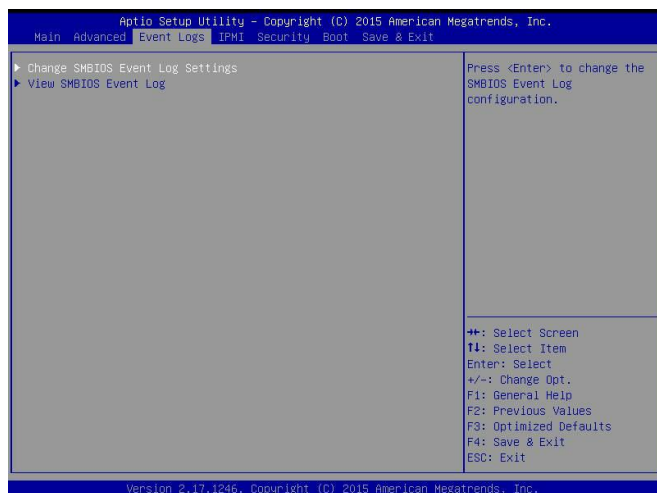 Aptio Setup Utility – Copyright (C) 2015 American Megatrends, Inc.
Main Advanced Event Logs IPMI Security Boot Save & Exit
► Change SMBIOS Event Log Settings
► View SMBIOS Event Log
Press <Enter> to change the
SMBIOS Event Log
configuration.
→←: Select Screen
↑↓: Select Item
Enter: Select
+/-: Change Opt.
F1: General Help
F2: Previous Values
F3: Optimized Defaults
F4: Save & Exit
ESC: Exit
Version 2.17.1246. Copyright (C) 2015 American Megatrends, Inc.